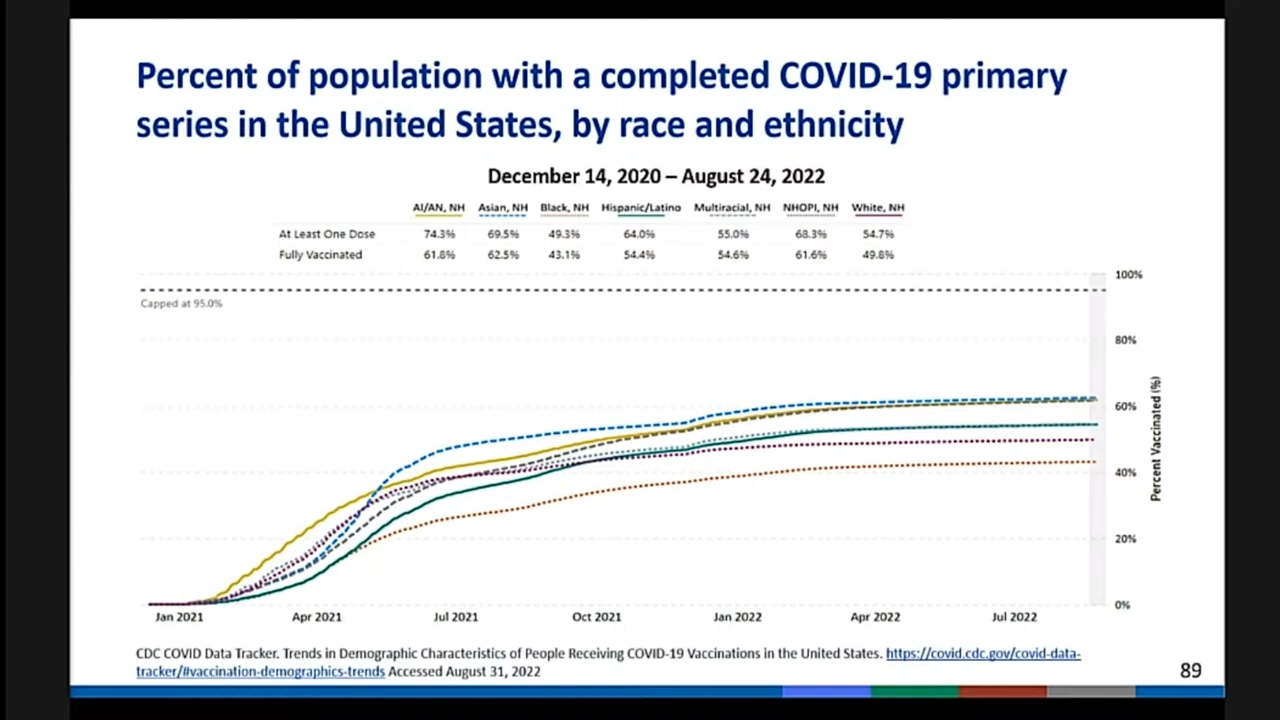 Percent of population with a completed COVID-19 primary
series in the United States, by race and ethnicity
December 14, 2020 – August 24, 2022
AI/AN, NH Asian, NH Black, NH Hispanic/Latino Multiracial, NH NHOPI, NH White, NH
At Least One Dose 74.3% 69.5% 49.3% 64.0% 55.0% 68.3% 54.7%
Fully Vaccinated 61.8% 62.5% 43.1% 54.4% 54.6% 61.6% 49.8%
100%
Capped at 95.0%
80%
60%
40%
20%
0%
Percent Vaccinated (%)
Jan 2021 Apr 2021 Jul 2021 Oct 2021 Jan 2022 Apr 2022 Jul 2022
CDC COVID Data Tracker. Trends in Demographic Characteristics of People Receiving COVID-19 Vaccinations in the United States. https://covid.cdc.gov/covid-data-
tracker/#vaccination-demographics-trends Accessed August 31, 2022
89